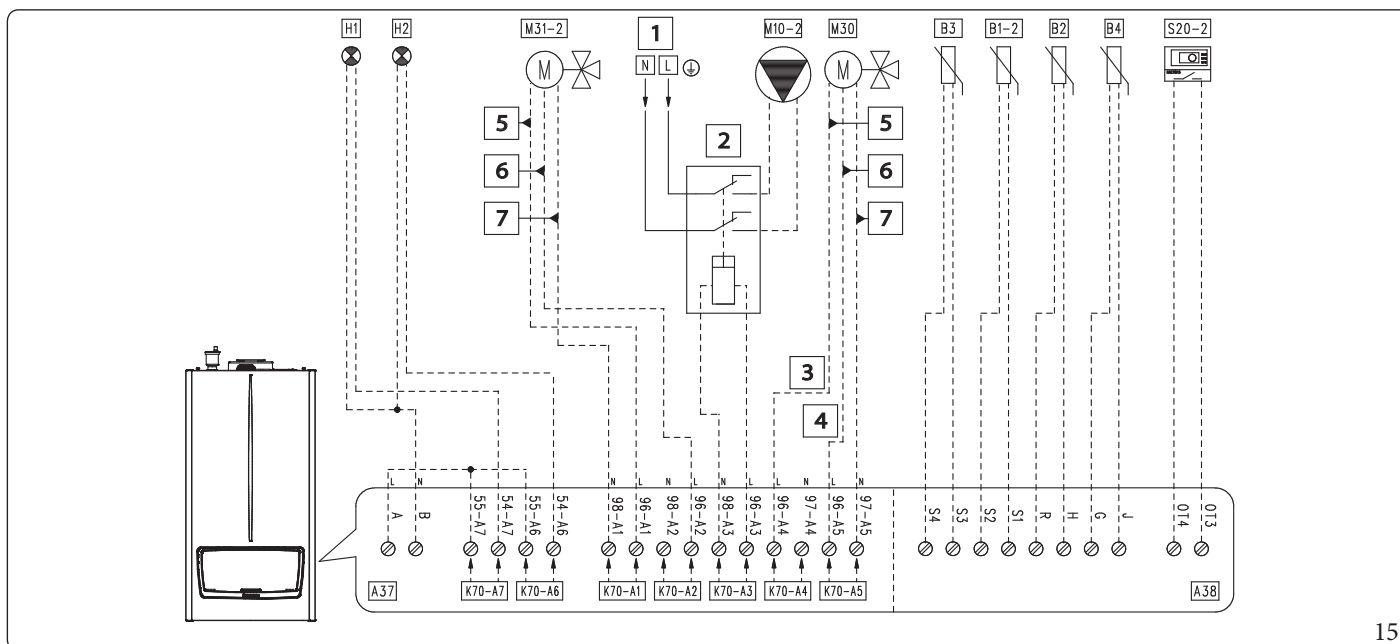 H1 H2 M31-2 1 M10-2 M30 B3 B1-2 B2 B4 S20-2
N L
M M
5 5
2
6 6
7 7
3
4
L N N L N L N L L N L N
A B 55-A7 54-A7 55-A6 54-A6 98-A1 96-A1 98-A2 96-A2 98-A3 96-A3 96-A4 97-A4 96-A5 97-A5 S4 S3 S2 S1 R H G J OT4 OT3
A37 K70-A7 K70-A6 K70-A1 K70-A2 K70-A3 K70-A4 K70-A5 A38
15